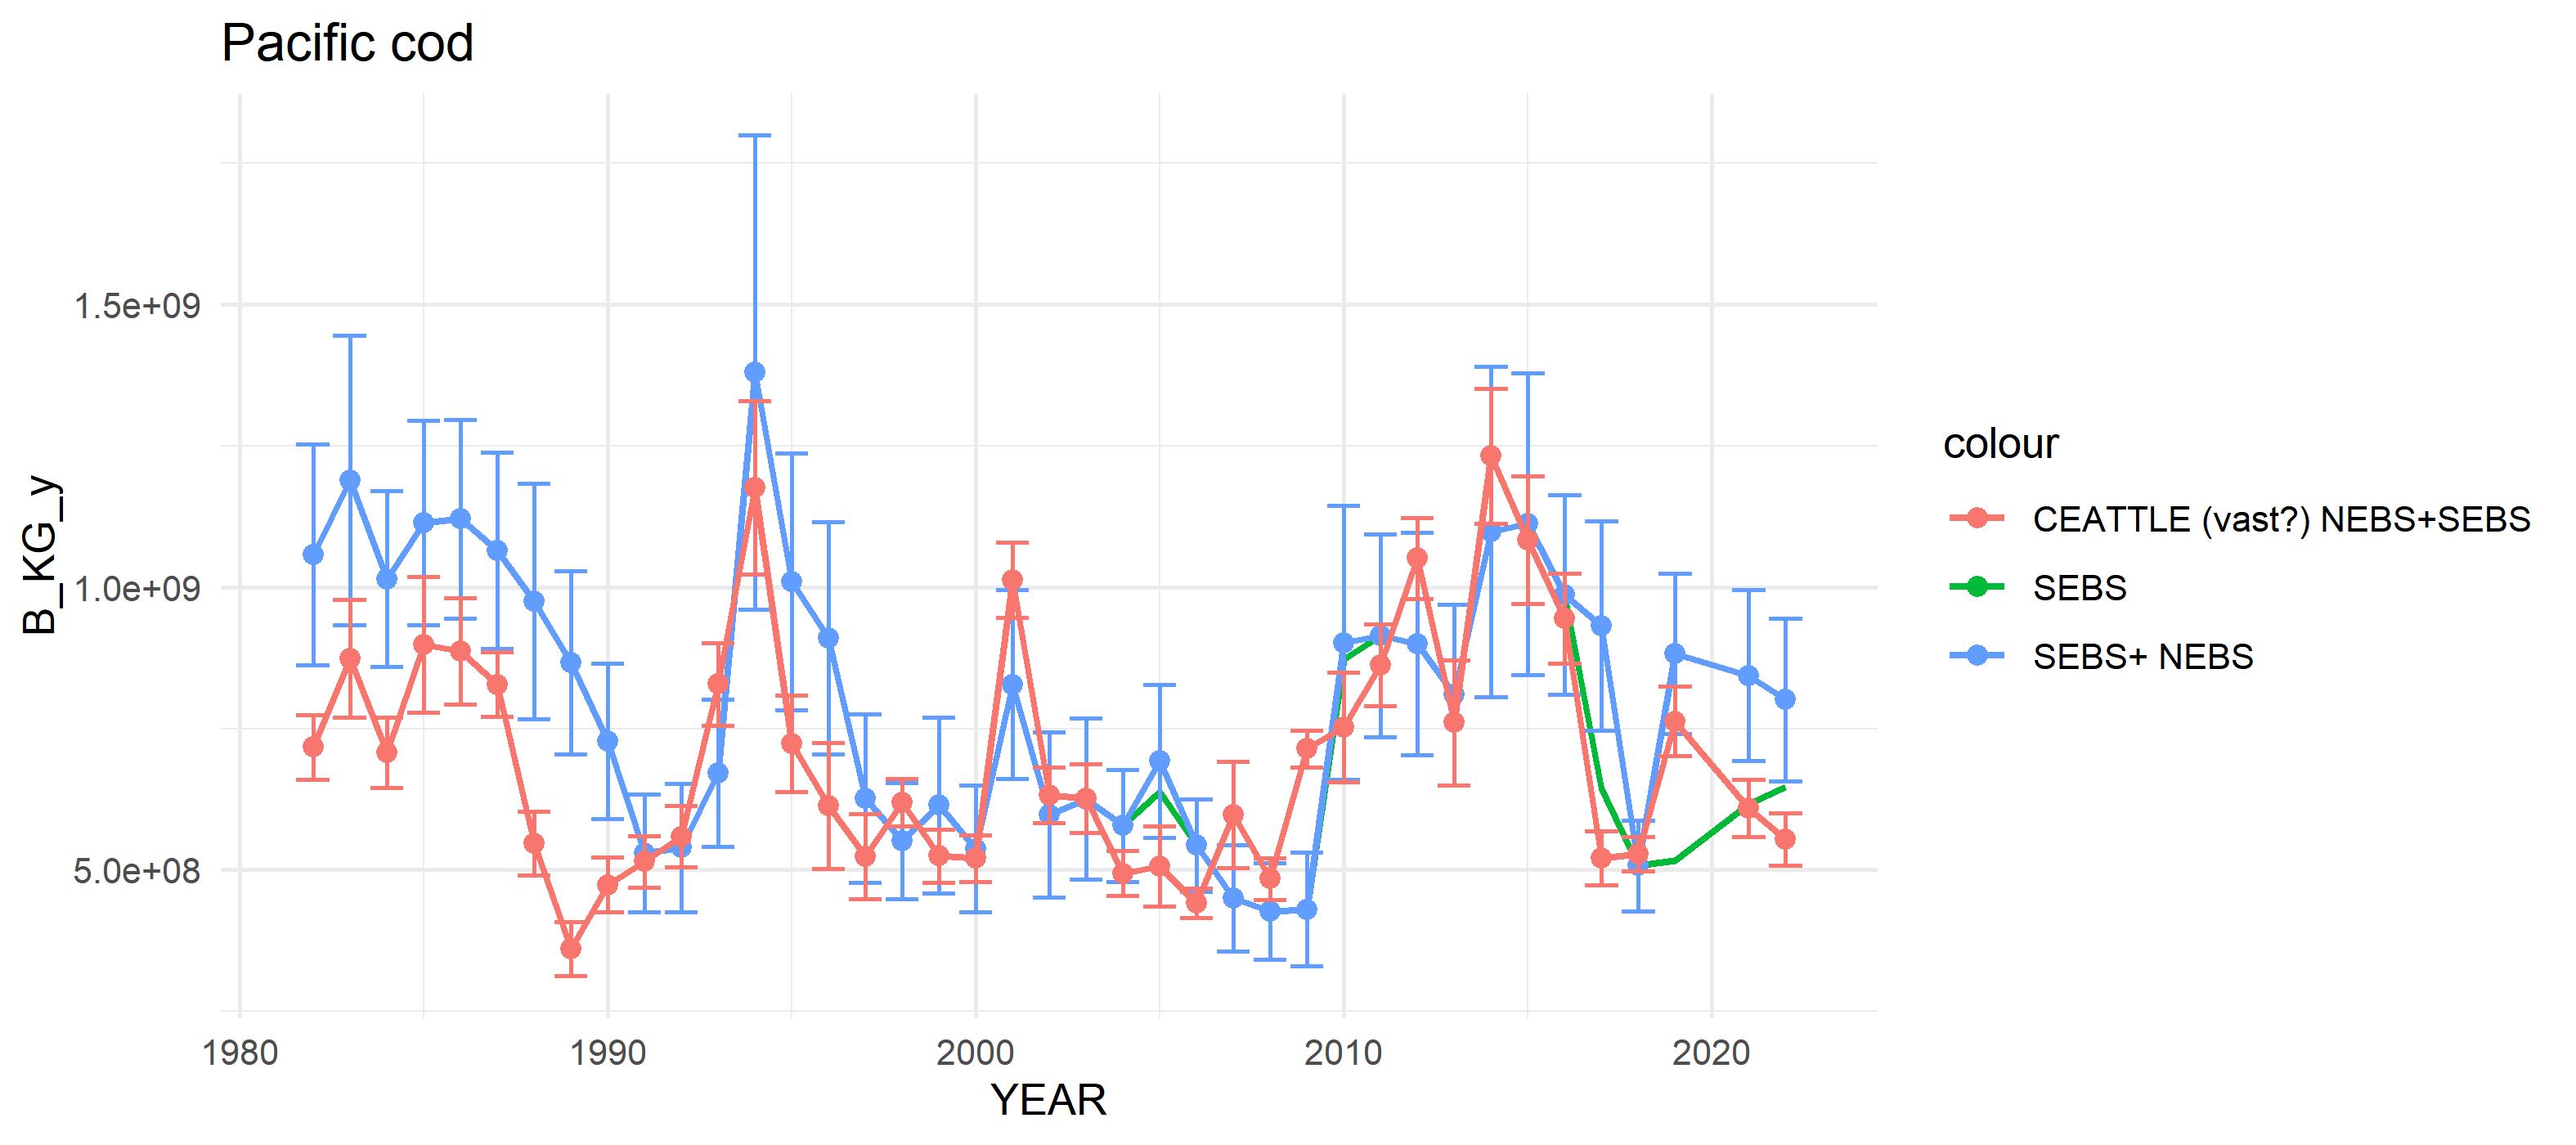 Pacific cod
1.5e+09
1.0e+09
5.0e+08
B_KG_y
1980
1990
2000
2010
2020
YEAR
colour
CEATTLE (vast?) NEBS+SEBS
SEBS
SEBS+ NEBS